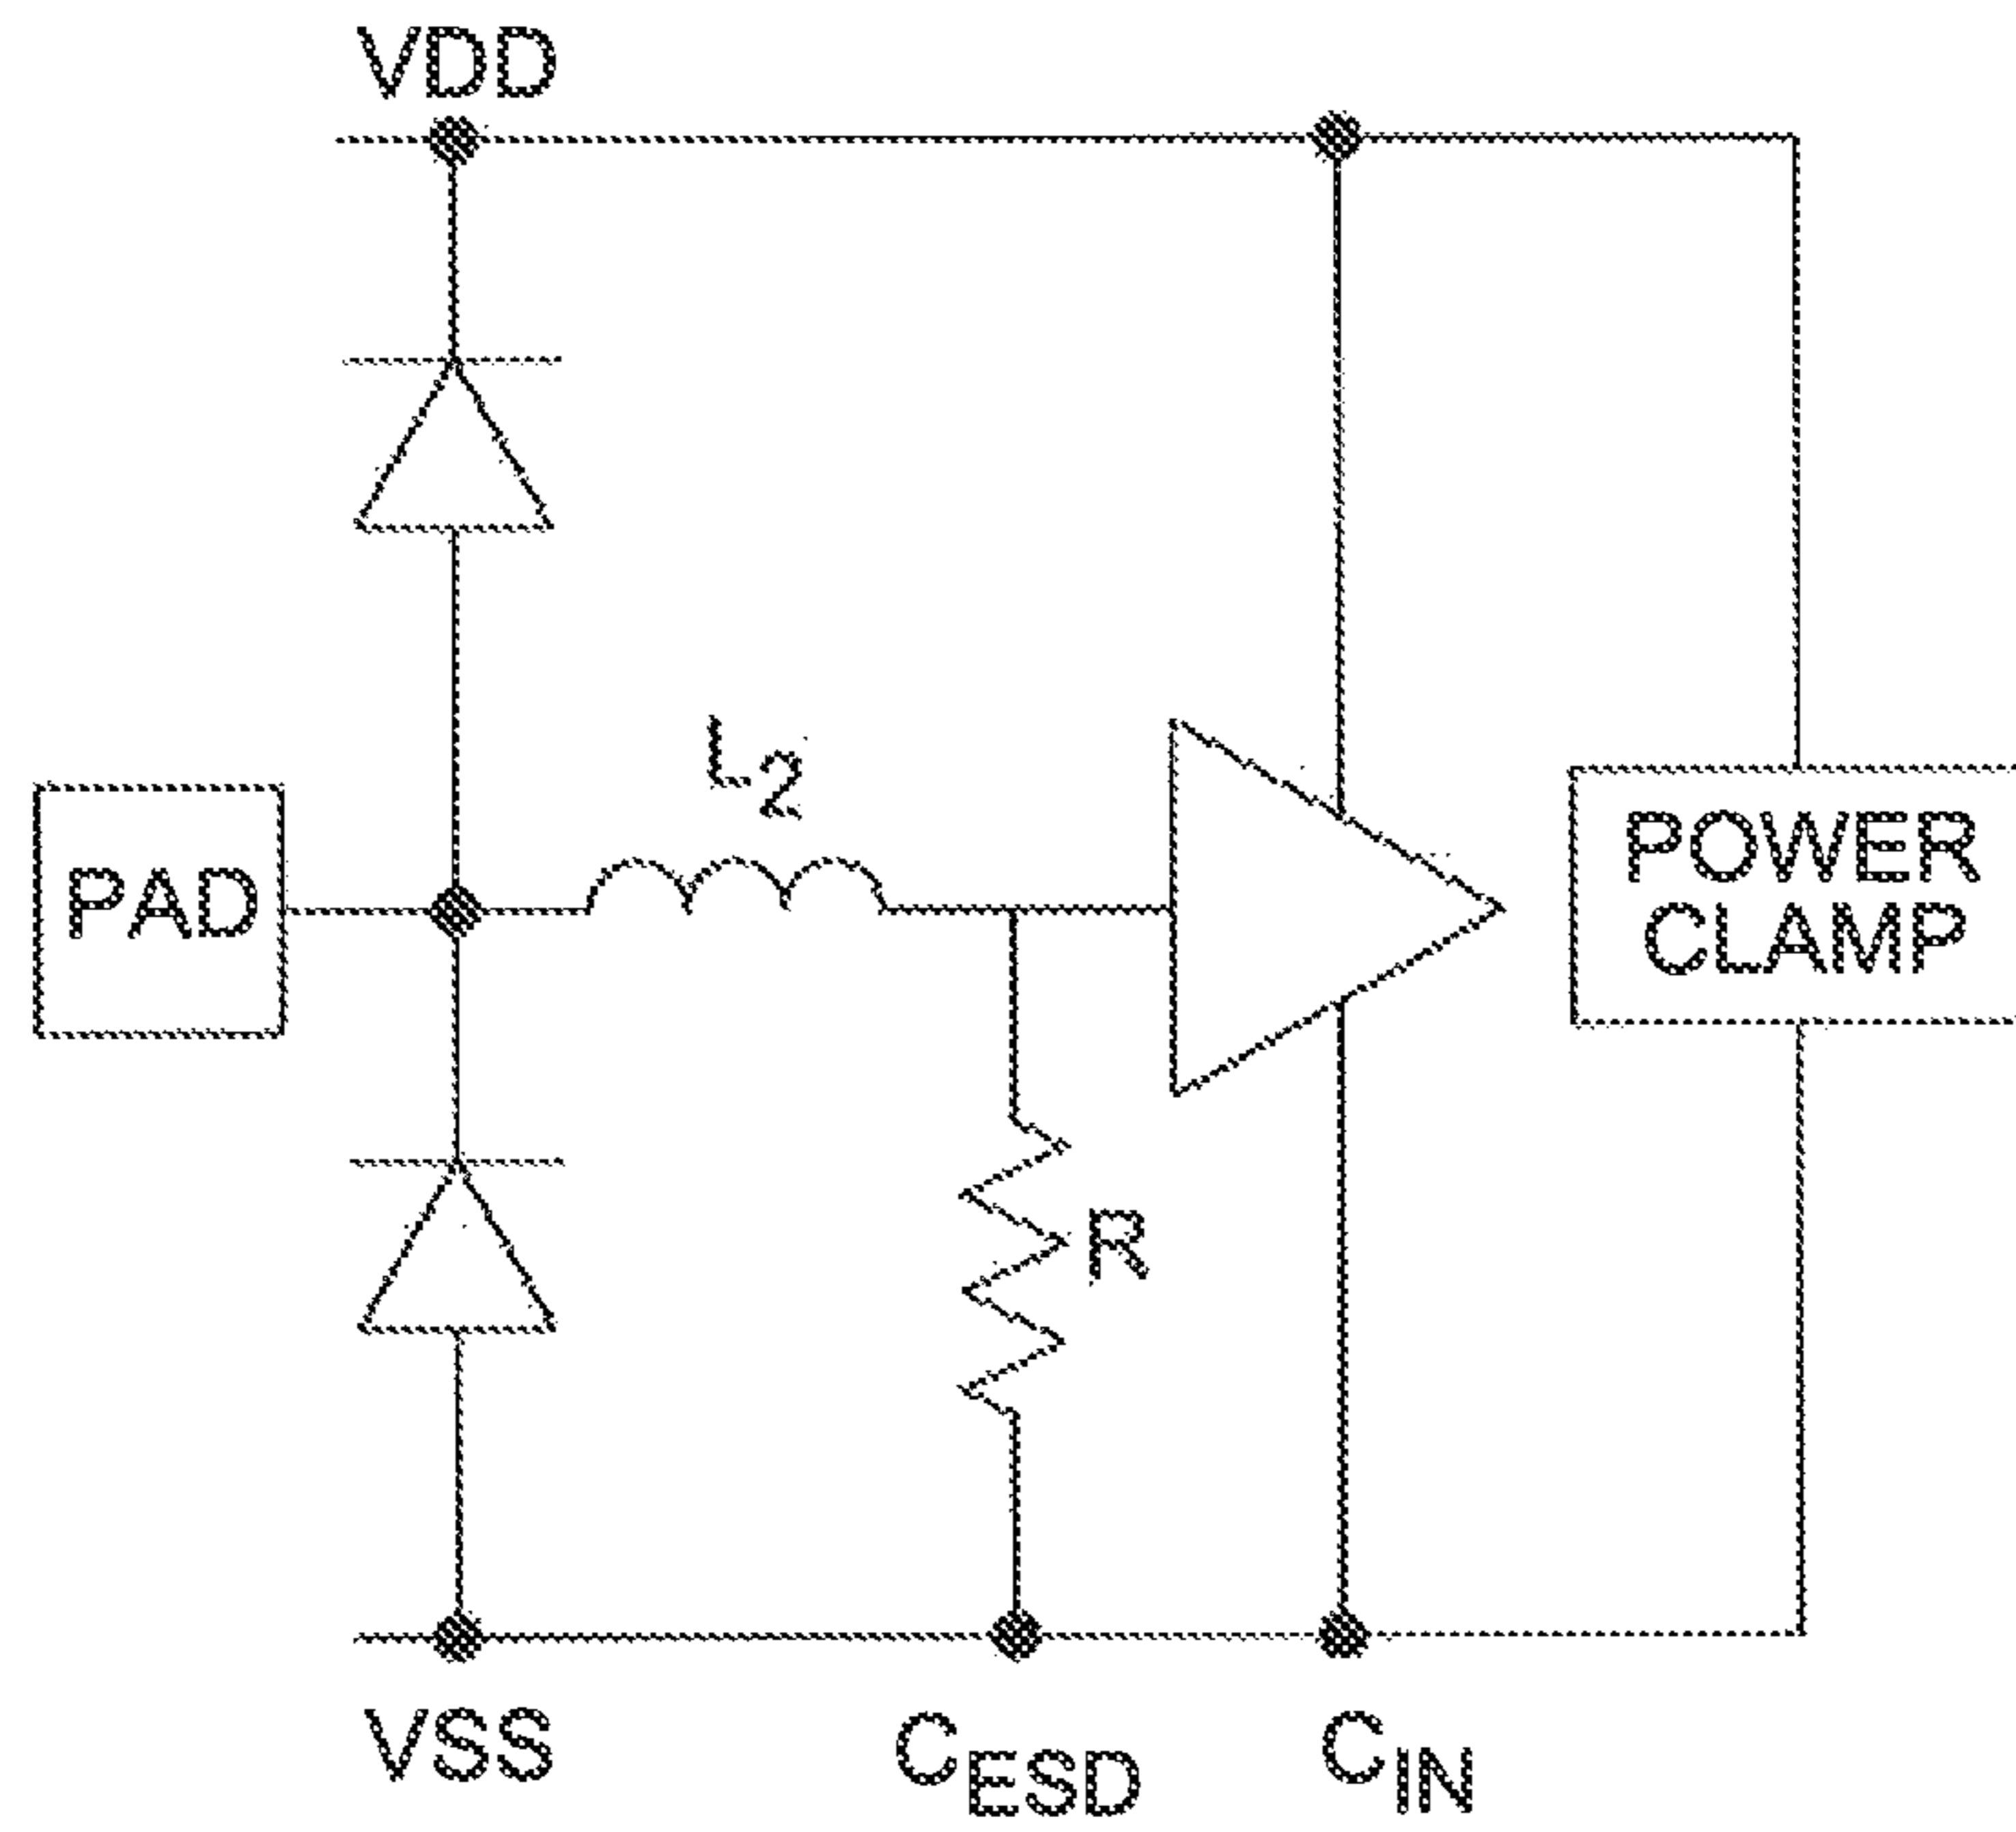 VDD
L2
PAD
POWER
CLAMP
R
VSS
CESD
CIN